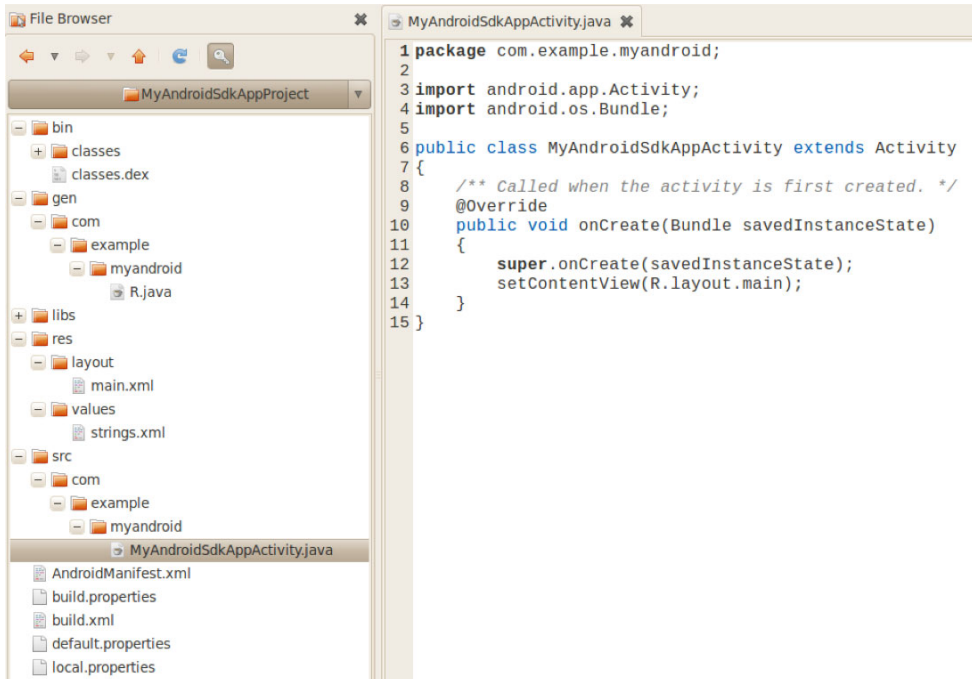 File Browser
MyAndroidSdkAppProject
bin
classes
classes.dex
gen
com
example
myandroid
R.java
libs
res
layout
main.xml
values
strings.xml
src
com
example
myandroid
MyAndroidSdkAppActivity.java
AndroidManifest.xml
build.properties
build.xml
default.properties
local.properties
MyAndroidSdkAppActivity.java
1 package com.example.myandroid;
2
3 import android.app.Activity;
4 import android.os.Bundle;
5
6 public class MyAndroidSdkAppActivity extends Activity
7 {
8     /** Called when the activity is first created. */
9     @Override
10     public void onCreate(Bundle savedInstanceState)
11     {
12         super.onCreate(savedInstanceState);
13         setContentView(R.layout.main);
14     }
15 }